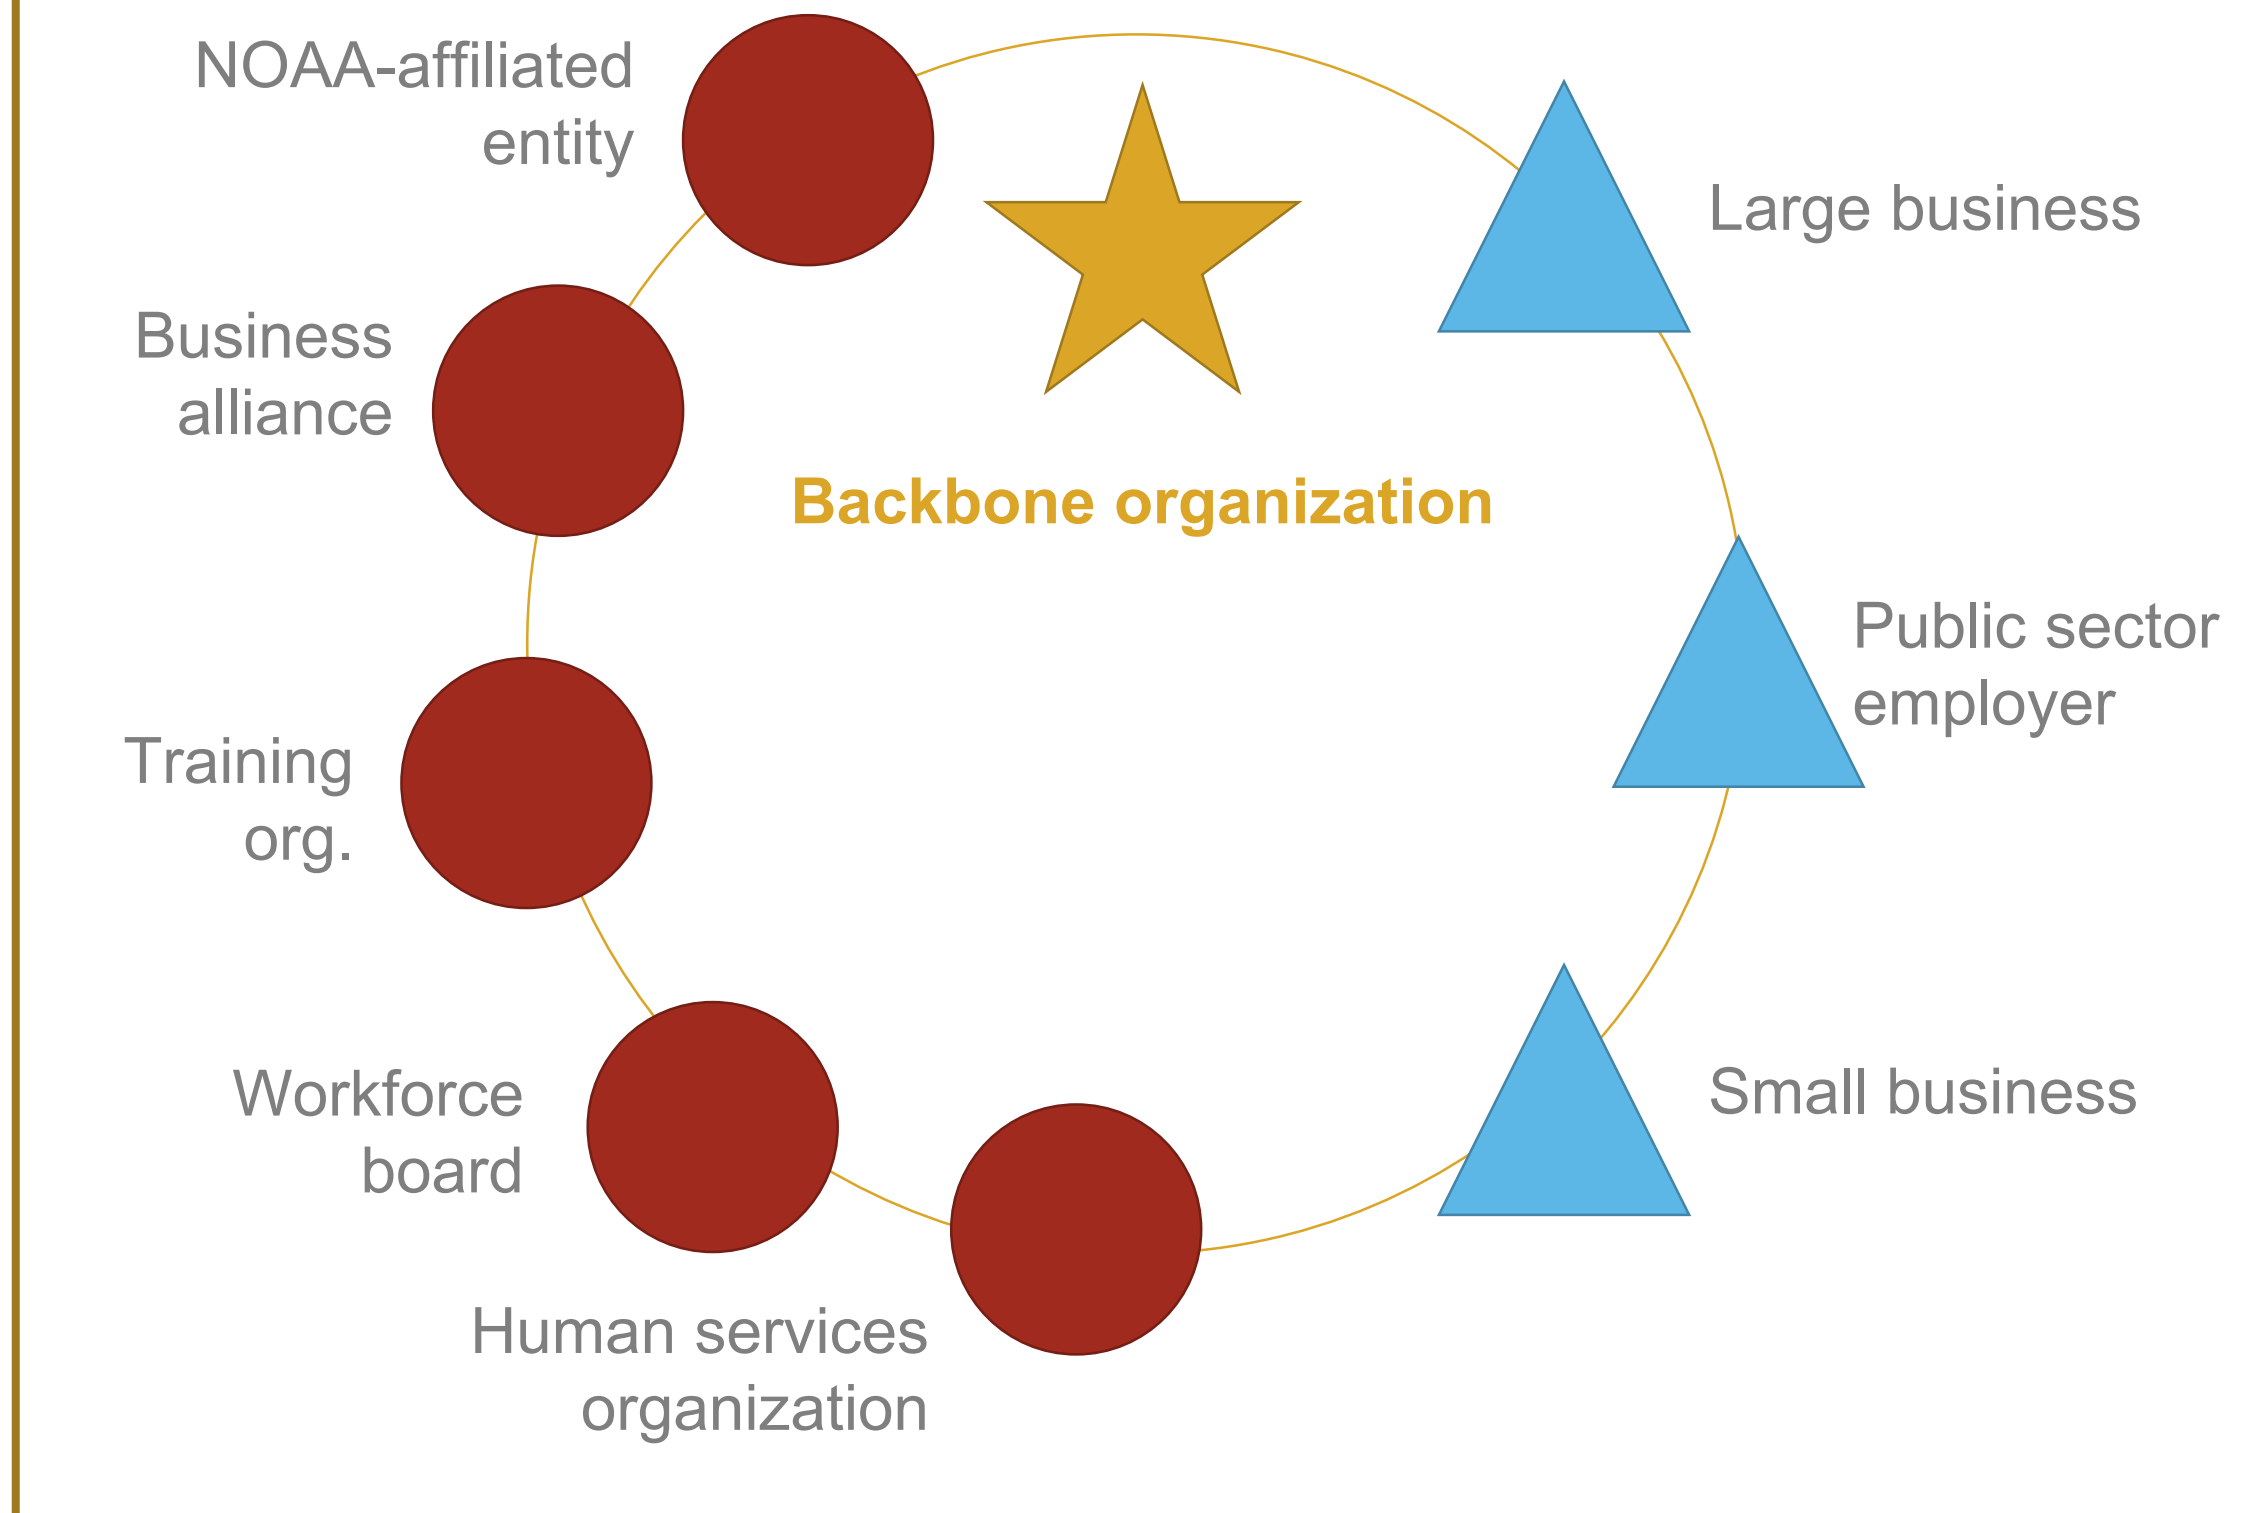 NOAA-affiliated
entity
Large business
Business
alliance
Backbone organization
Public sector
employer
Training
org.
Workforce
board
Small business
Human services
organization